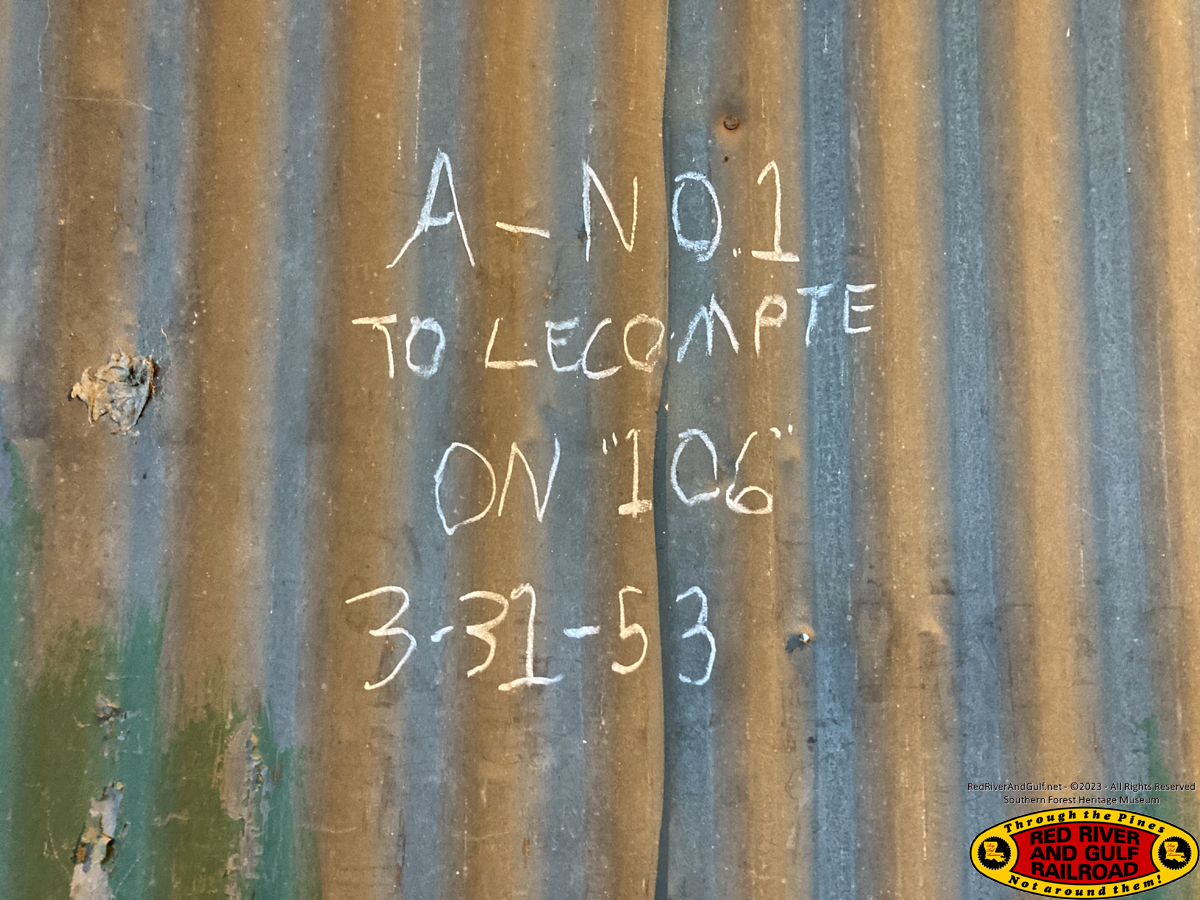 A-NO.1
TO LECOMPTE
ON "106"
3-31-53
RedRiverAndGulf.net - ©2023 - All Rights Reserved
Southern Forest Heritage Museum
Through the Pines
RED RIVER
AND GULF
RAILROAD
Not around them!